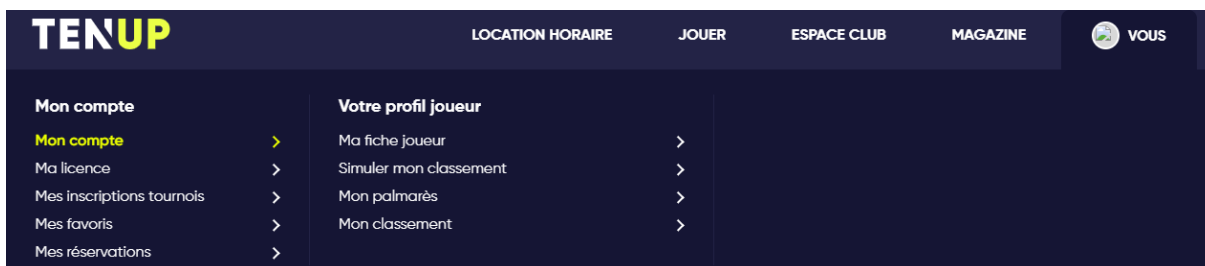 TENUP
LOCATION HORAIRE
JOUER
ESPACE CLUB
MAGAZINE
VOUS
Mon compte
Mon compte
Ma licence
Mes inscriptions tournois
Mes favoris
Mes réservations
Votre profil joueur
Ma fiche joueur
Simuler mon classement
Mon palmarès
Mon classement